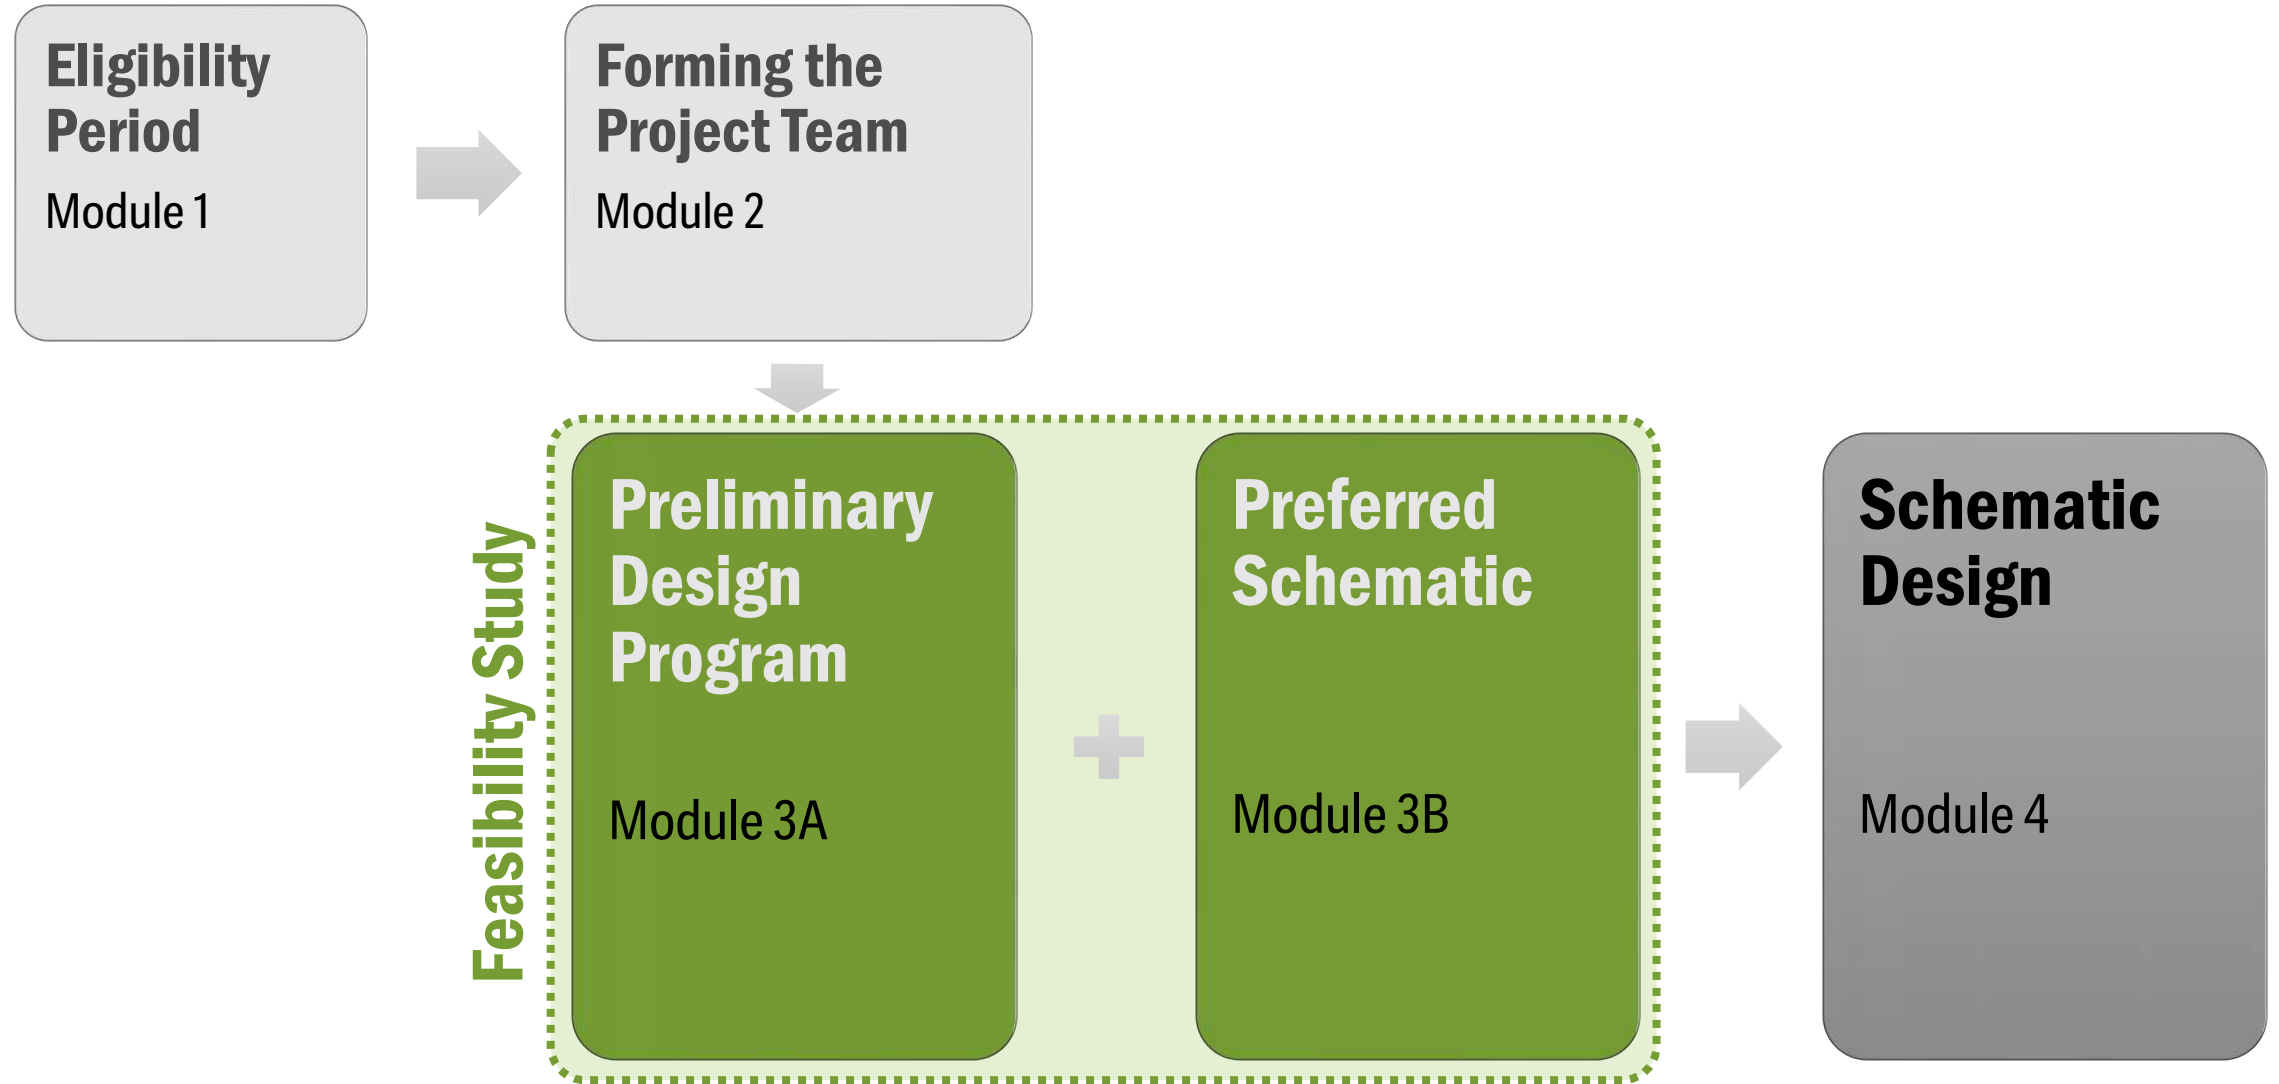 Eligibility
Period
Module 1
Forming the
Project Team
Module 2
Feasibility Study
Preliminary
Design
Program
Module 3A
Preferred
Schematic
Module 3B
Schematic
Design
Module 4